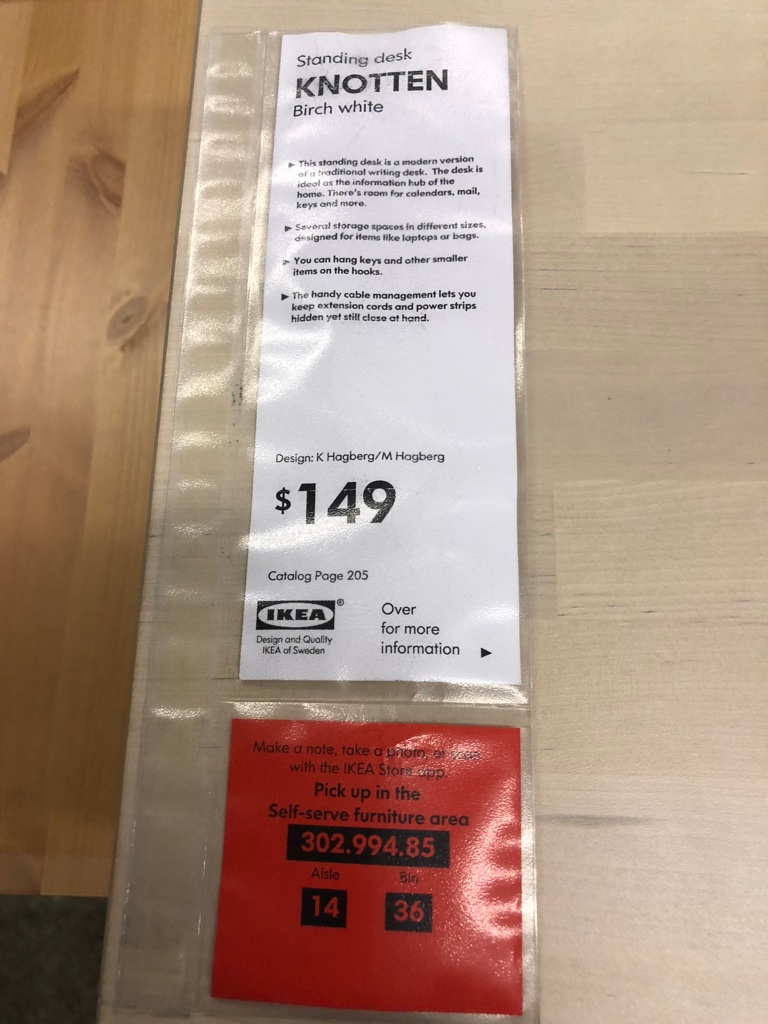 Standing desk
KNOTTEN
Birch white
► This standing desk is a modern version
of a traditional writing desk. The desk is
ideal as the information hub of the
home. There's room for calendars, mail,
keys and more.
► Several storage spaces in different sizes,
designed for items like laptops or bags.
► You can hang keys and other smaller
items on the hooks.
► The handy cable management lets you
keep extension cords and power strips
hidden yet still close at hand.
Design: K Hagberg/M Hagberg
$149
Catalog Page 205
IKEA®
Design and Quality
IKEA of Sweden
Over
for more
information ►
Make a note, take a photo, or
with the IKEA Store app.
Pick up in the
Self-serve furniture area
302.994.85
Aisle Bin
14 36